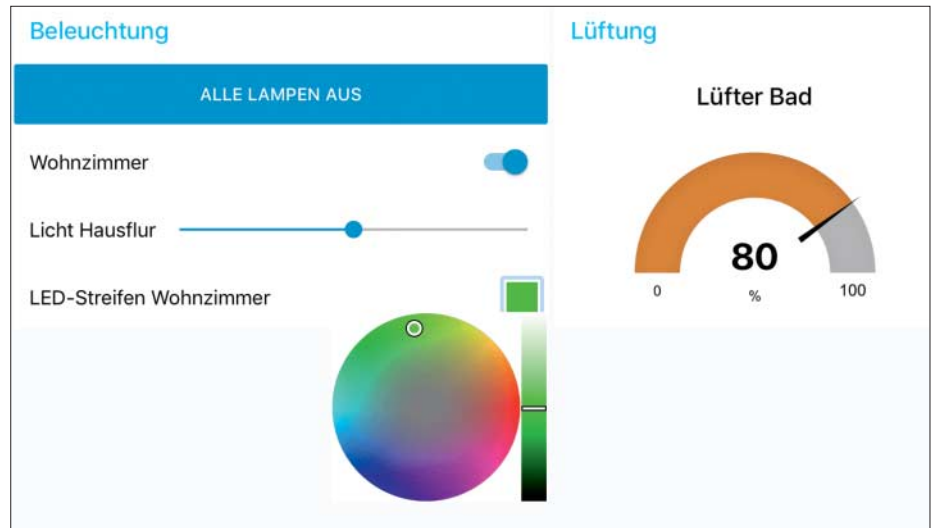 Beleuchtung
ALLE LAMPEN AUS
Wohnzimmer
Licht Hausflur
LED-Streifen Wohnzimmer
Lüftung
Lüfter Bad
80
0
%
100